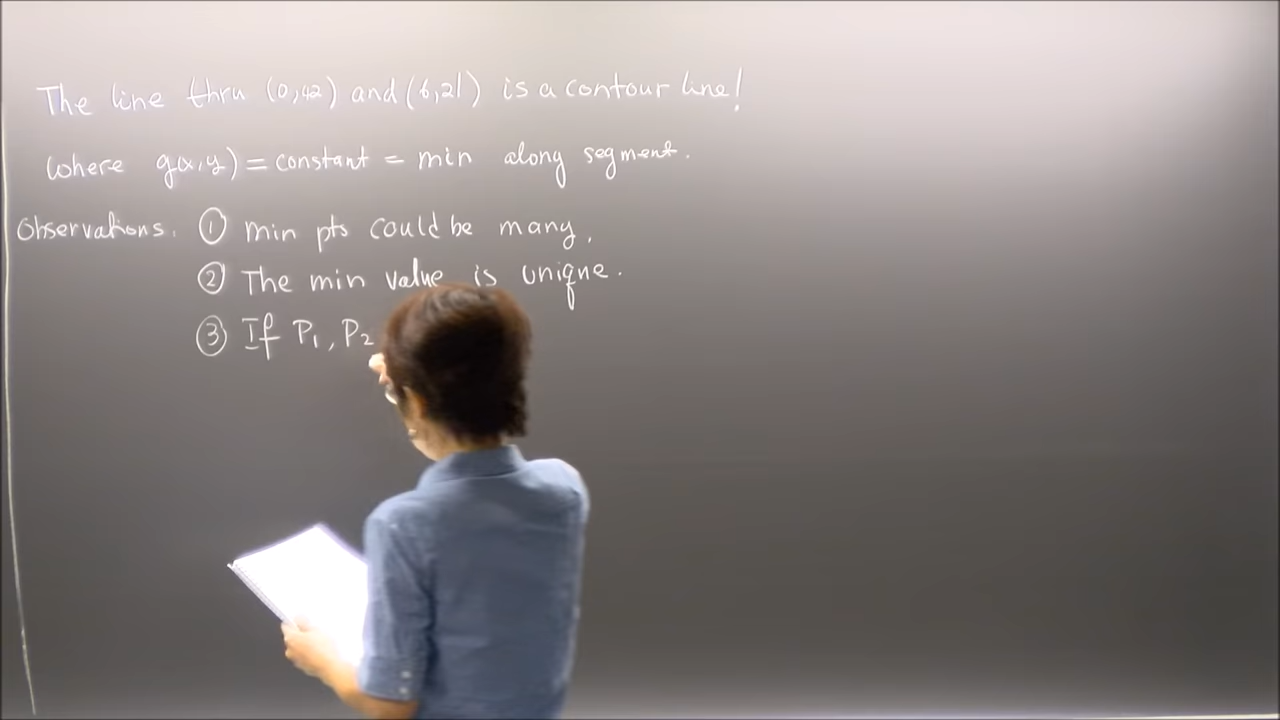 The line thru (0,42) and (6,21) is a contour line!
Where g(x,y) = constant = min along segment.
Observations. ① min pts could be many.
② The min value is unique.
③ If P₁, P₂